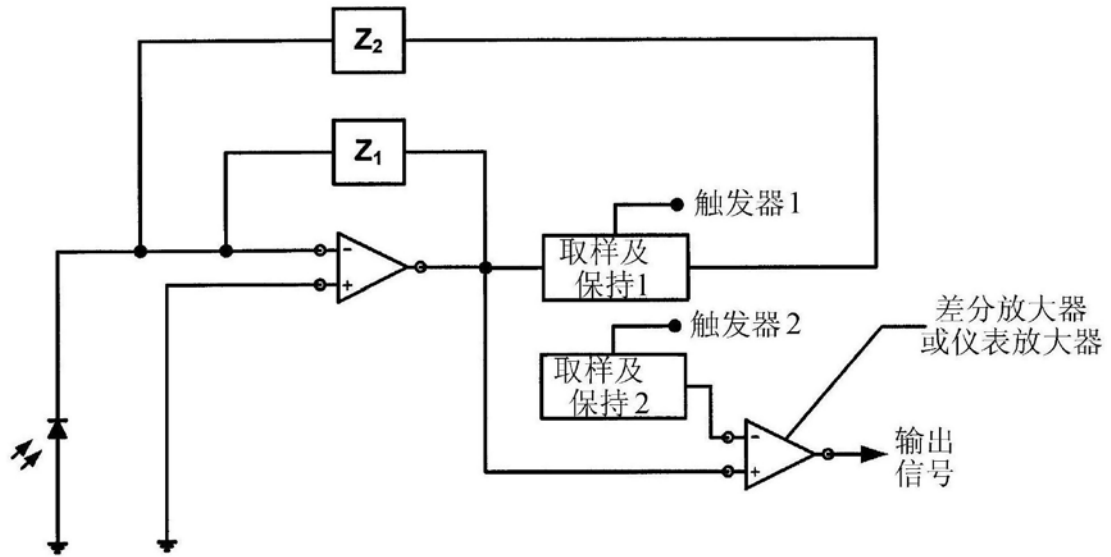 Z2
Z1
触发器1
取样及
保持1
触发器2
取样及
保持2
差分放大器
或仪表放大器
输出
信号
-
+
-
+